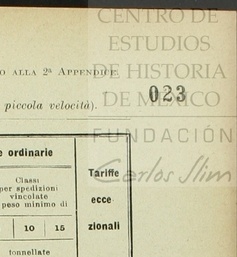 CENTRO DE
ESTUDIOS
DE HISTORIA
DE MÉXICO
FUNDACIÓN
Carlos Slim
O ALLA 2ª APPENDICE
023
piccola velocità).
e ordinarie
Classi
per spedizioni
vincolate
peso minimo di
10 | 15
tonnellate
Tariffe
ecce-
zionali